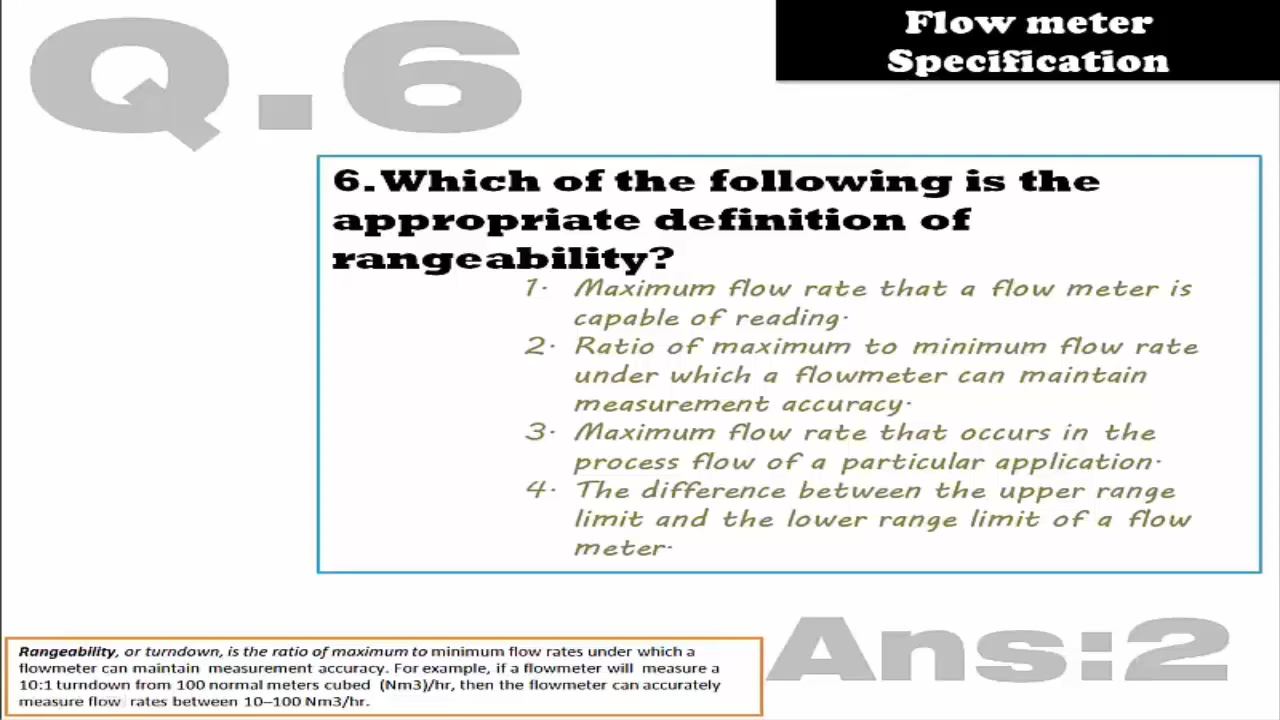 Q.6
Flow meter
Specification
6.Which of the following is the
appropriate definition of
rangeability?
1. Maximum flow rate that a flow meter is
capable of reading.
2. Ratio of maximum to minimum flow rate
under which a flowmeter can maintain
measurement accuracy.
3. Maximum flow rate that occurs in the
process flow of a particular application.
4. The difference between the upper range
limit and the lower range limit of a flow
meter.
Rangeability, or turndown, is the ratio of maximum to minimum flow rates under which a
flowmeter can maintain measurement accuracy. For example, if a flowmeter will measure a
10:1 turndown from 100 normal meters cubed (Nm3)/hr, then the flowmeter can accurately
measure flow rates between 10–100 Nm3/hr.
Ans:2